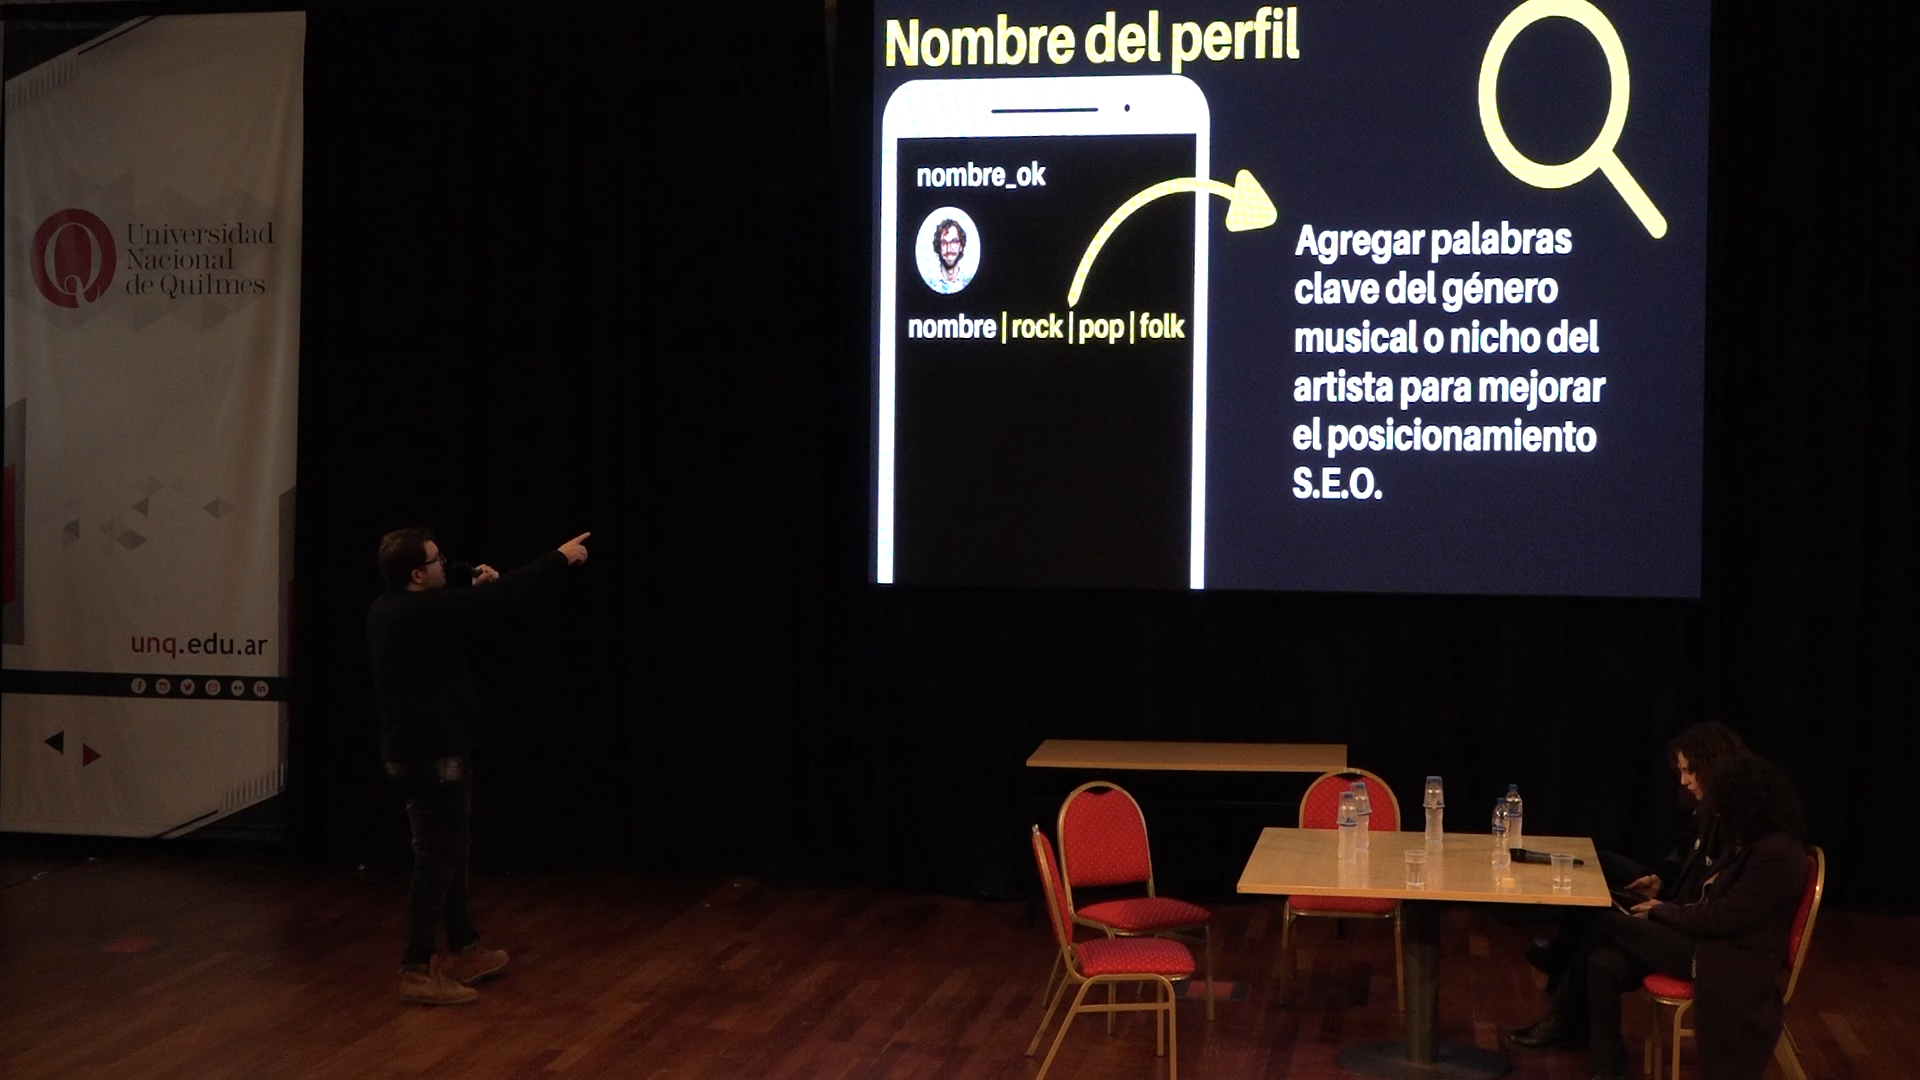 Universidad
Nacional
de Quilmes
unq.edu.ar
Nombre del perfil
nombre_ok
nombre | rock | pop | folk
Agregar palabras
clave del género
musical o nicho del
artista para mejorar
el posicionamiento
S.E.O.